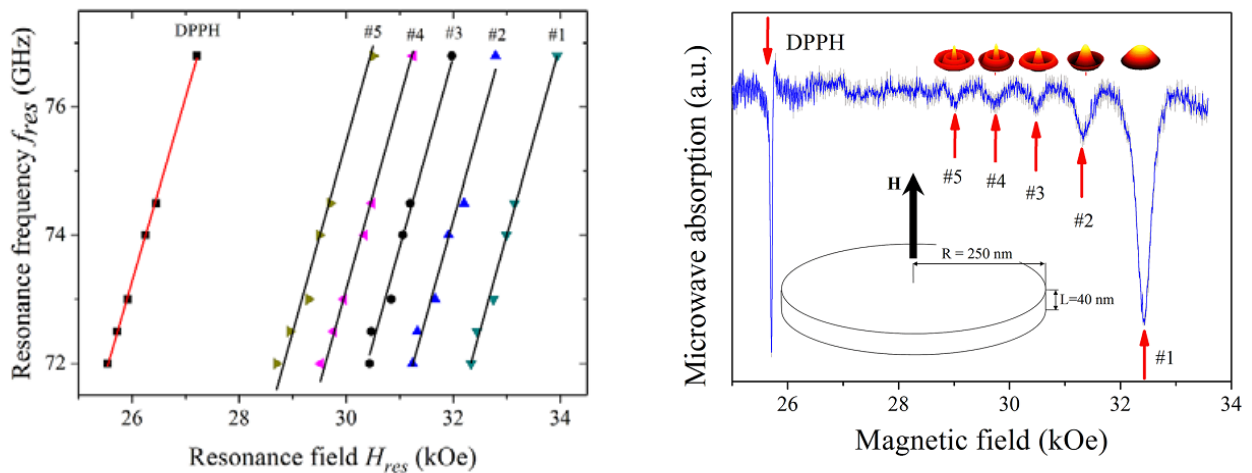 DPPH
#5 #4 #3 #2 #1
76
74
72
Resonance frequency fres (GHz)
26 28 30 32 34
Resonance field Hres (kOe)
DPPH
#5
#4
#3
#2
#1
H
R = 250 nm
L=40 nm
Microwave absorption (a.u.)
26 28 30 32 34
Magnetic field (kOe)